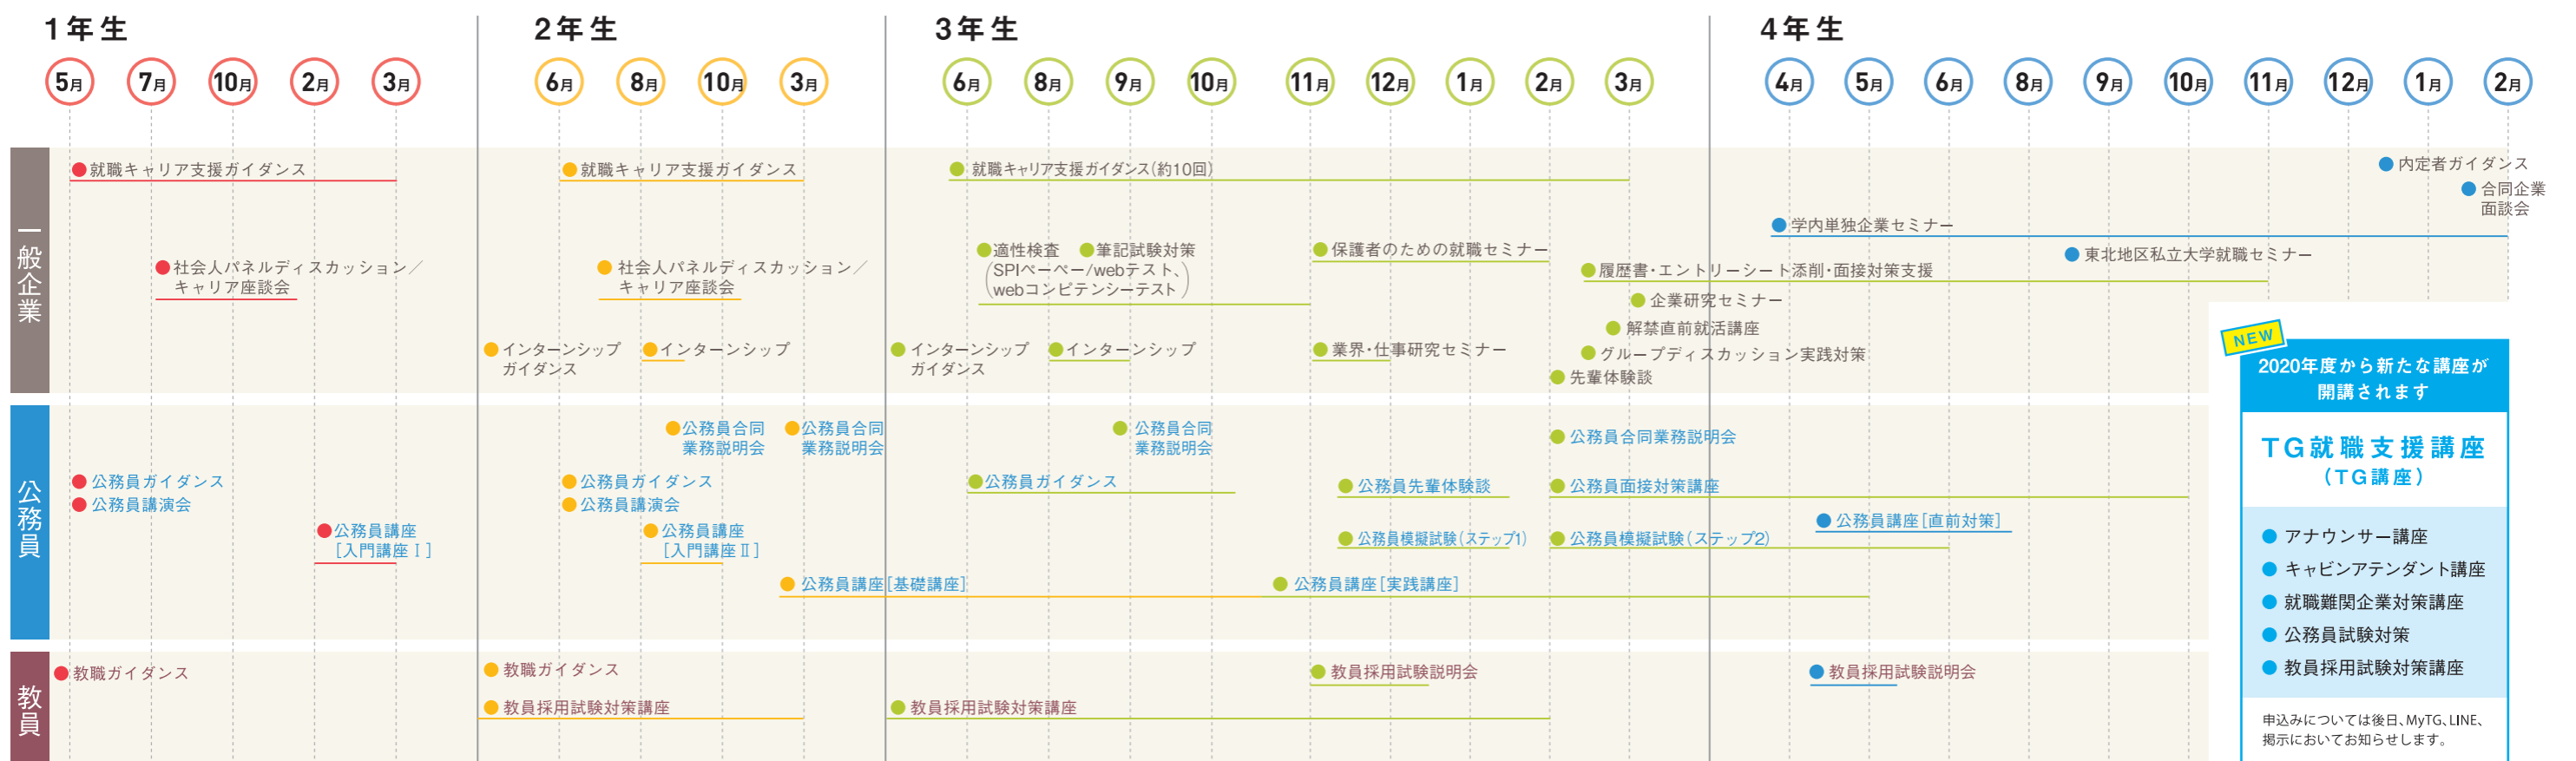 1年生
5月 7月 10月 2月 3月
2年生
6月 8月 10月 3月
3年生
6月 8月 9月 10月 11月 12月 1月 2月 3月
4年生
4月 5月 6月 8月 9月 10月 11月 12月 1月 2月
一般企業
就職キャリア支援ガイダンス
社会人パネルディスカッション／
キャリア座談会
就職キャリア支援ガイダンス
社会人パネルディスカッション／
キャリア座談会
インターンシップ
ガイダンス
インターンシップ
就職キャリア支援ガイダンス(約10回)
適性検査
筆記試験対策
(SPIぺーぺー/webテスト、
webコンピテンシーテスト)
保護者のための就職セミナー
インターンシップ
ガイダンス
インターンシップ
業界・仕事研究セミナー
履歴書・エントリーシート添削・面接対策支援
企業研究セミナー
解禁直前就活講座
グループディスカッション実践対策
先輩体験談
内定者ガイダンス
合同企業
面談会
学内単独企業セミナー
東北地区私立大学就職セミナー
公務員
公務員ガイダンス
公務員講演会
公務員講座
[入門講座Ⅰ]
公務員合同
業務説明会
公務員合同
業務説明会
公務員ガイダンス
公務員講演会
公務員講座
[入門講座Ⅱ]
公務員講座[基礎講座]
公務員合同
業務説明会
公務員合同業務説明会
公務員ガイダンス
公務員先輩体験談
公務員面接対策講座
公務員模擬試験(ステップ1)
公務員模擬試験(ステップ2)
公務員講座[実践講座]
公務員講座[直前対策]
教員
教職ガイダンス
教職ガイダンス
教員採用試験対策講座
教員採用試験説明会
教員採用試験対策講座
教員採用試験説明会
NEW
2020年度から新たな講座が
開講されます
TG就職支援講座
(TG講座)
アナウンサー講座
キャビンアテンダント講座
就職難関企業対策講座
公務員試験対策
教員採用試験対策講座
申込みについては後日、MyTG、LINE、
掲示においてお知らせします。